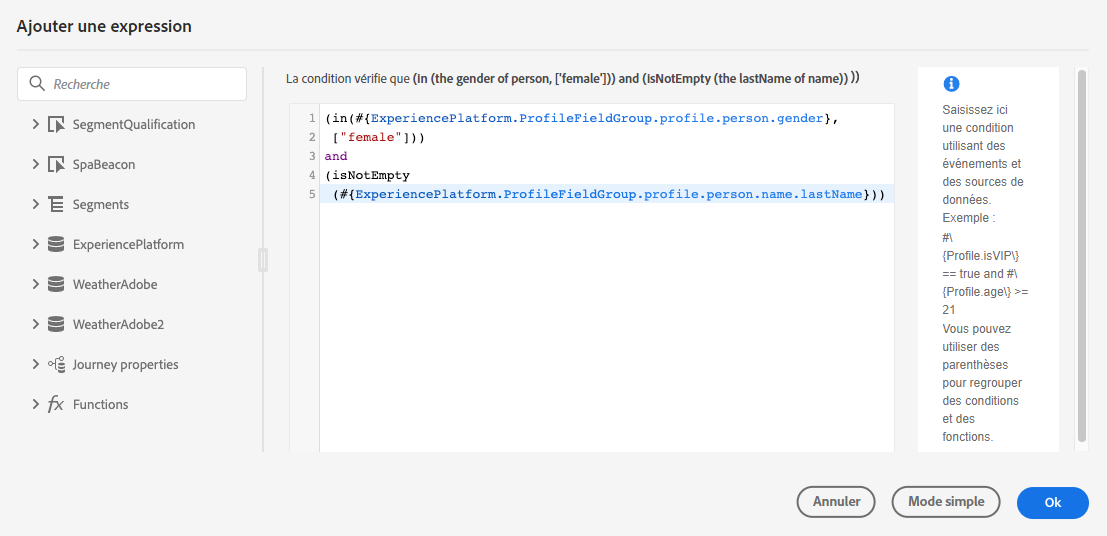 Ajouter une expression
Recherche
SegmentQualification
SpaBeacon
Segments
ExperiencePlatform
WeatherAdobe
WeatherAdobe2
Journey properties
fx Functions
La condition vérifie que (in (the gender of person, ['female'])) and (isNotEmpty (the lastName of name)) ))
1 (in(#{ExperiencePlatform.ProfileFieldGroup.profile.person.gender},
2 ["female"]))
3 and
4 (isNotEmpty
5 (#{ExperiencePlatform.ProfileFieldGroup.profile.person.name.lastName}))
Saisissez ici
une condition
utilisant des
événements et
des sources de
données.
Exemple :
#\
{Profile.isVIP\}
== true and #\
{Profile.age\} >=
21
Vous pouvez
utiliser des
parenthèses
pour regrouper
des conditions
et des
fonctions.
Annuler
Mode simple
Ok